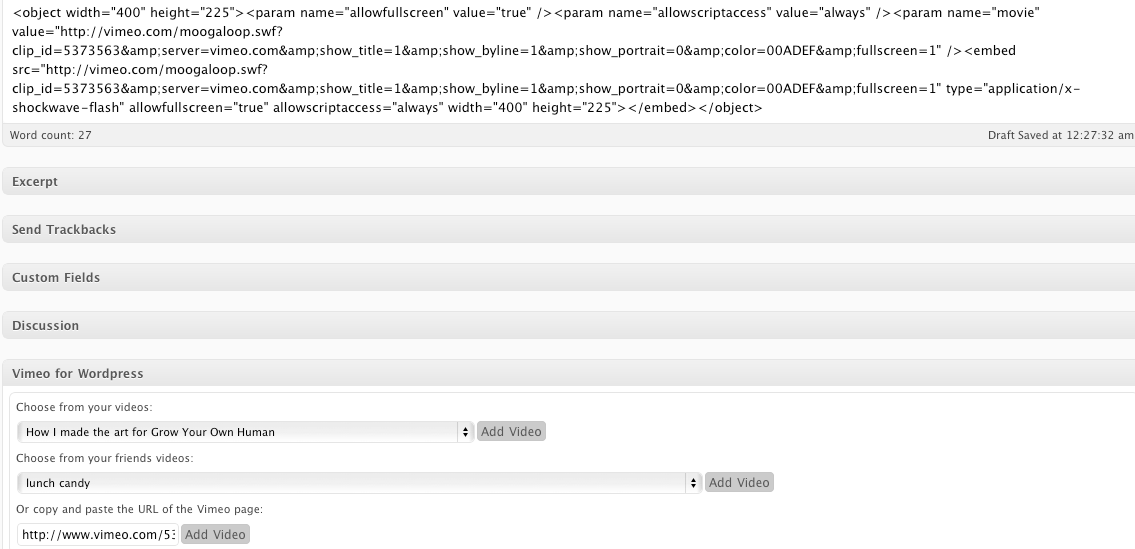 <object width="400" height="225"><param name="allowfullscreen" value="true" /><param name="allowscriptaccess" value="always" /><param name="movie"
value="http://vimeo.com/moogaloop.swf?
clip_id=5373563&amp;server=vimeo.com&amp;show_title=1&amp;show_byline=1&amp;show_portrait=0&amp;color=00ADEF&amp;fullscreen=1" /><embed
src="http://vimeo.com/moogaloop.swf?
clip_id=5373563&amp;server=vimeo.com&amp;show_title=1&amp;show_byline=1&amp;show_portrait=0&amp;color=00ADEF&amp;fullscreen=1" type="application/x-
shockwave-flash" allowfullscreen="true" allowscriptaccess="always" width="400" height="225"></embed></object>
Word count: 27 Draft Saved at 12:27:32 am
Excerpt
Send Trackbacks
Custom Fields
Discussion
Vimeo for Wordpress
Choose from your videos:
How I made the art for Grow Your Own Human Add Video
Choose from your friends videos:
lunch candy Add Video
Or copy and paste the URL of the Vimeo page:
http://www.vimeo.com/53 Add Video